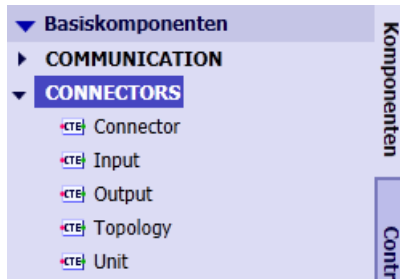 Basiskomponenten
COMMUNICATION
CONNECTORS
CTE Connector
CTE Input
CTE Output
CTE Topology
CTE Unit
Komponenten
Contr